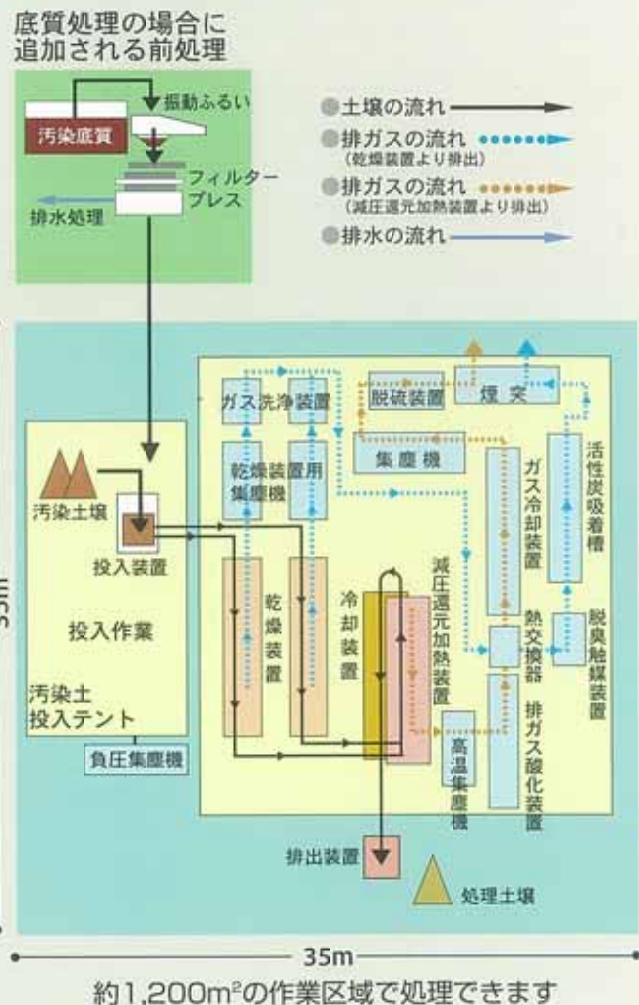 底質処理の場合に
追加される前処理
振動ふるい
汚染底質
フィルター
プレス
排水処理
●土壌の流れ
●排ガスの流れ
(乾燥装置より排出)
●排ガスの流れ
(減圧還元加熱装置より排出)
●排水の流れ
ガス洗浄装置
脱硫装置
煙突
乾燥装置用
集塵機
集塵機
ガス冷却装置
活性炭吸着槽
汚染土壌
投入装置
投入作業
汚染土
投入テント
負圧集塵機
乾燥装置
冷却装置
減圧還元加熱装置
熱交換器
脱臭触媒装置
高温集塵機
排ガス酸化装置
排出装置
処理土壌
35m
約1,200m²の作業区域で処理できます